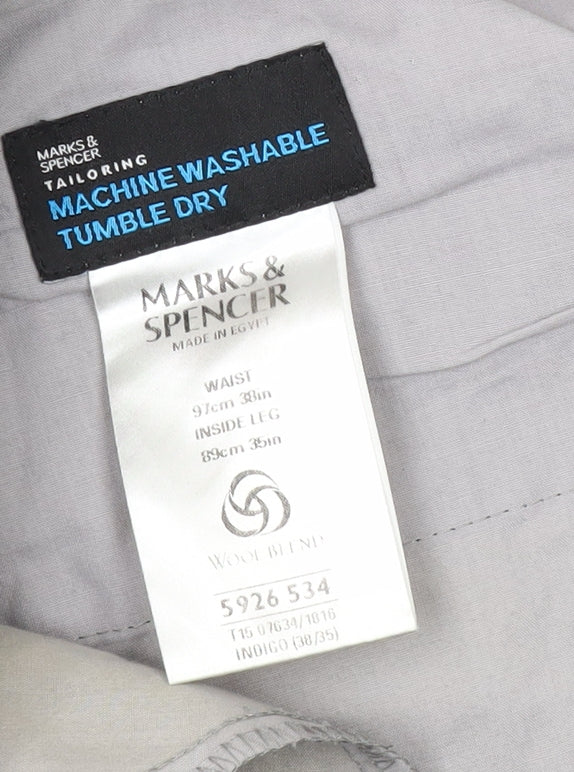 MARKS &
SPENCER
TAILORING
MACHINE WASHABLE
TUMBLE DRY
MARKS &
SPENCER
MADE IN EGYPT
WAIST
97cm 38in
INSIDE LEG
89cm 35in
WOOL BLEND
5926 534
T15 07634/1816
INDIGO (38/35)